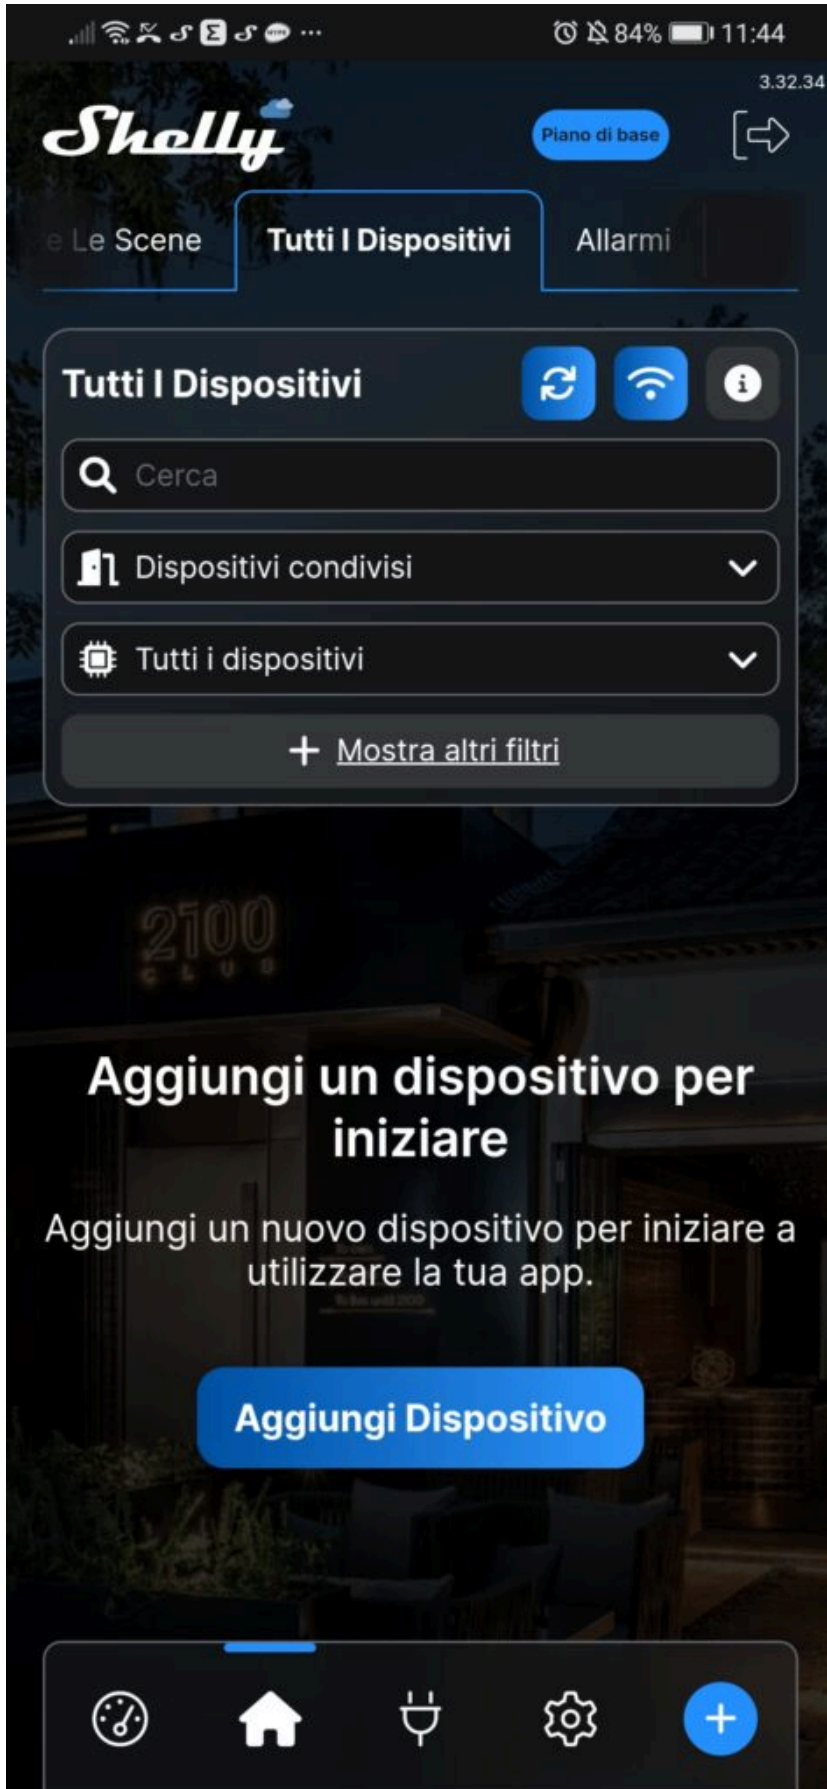 84% 11:44
3.32.34
Shelly
Piano di base
e Le Scene
Tutti I Dispositivi
Allarmi
Tutti I Dispositivi
Cerca
Dispositivi condivisi
Tutti i dispositivi
+ Mostra altri filtri
2100
CLUB
Aggiungi un dispositivo per
iniziare
Aggiungi un nuovo dispositivo per iniziare a
utilizzare la tua app.
Aggiungi Dispositivo